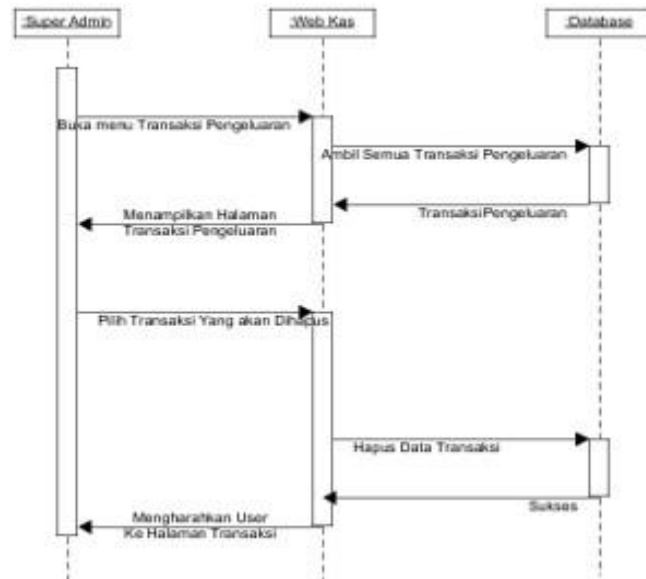 :Super Admin
:Web Kas
:Database
Buka menu Transaksi Pengeluaran
Ambil Semua Transaksi Pengeluaran
TransaksiPengeluaran
Menampilkan Halaman
Transaksi Pengeluaran
Pilih Transaksi Yang akan Dihapus
Hapus Data Transaksi
Sukses
Mengharahkan User
Ke Halaman Transaksi